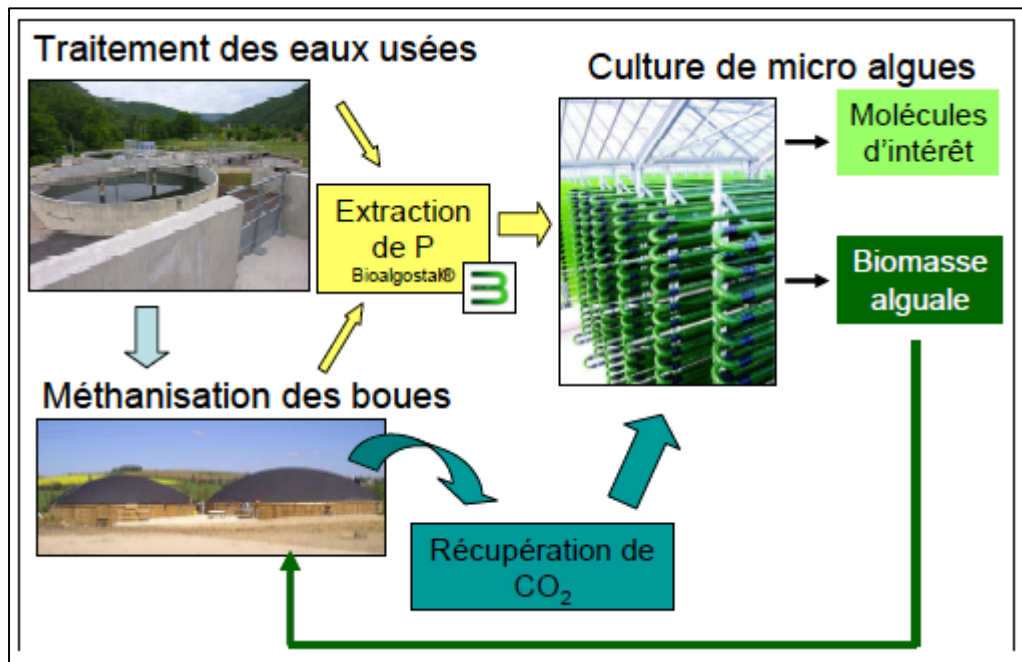 Traitement des eaux usées
Culture de micro algues
Molécules
d'intérêt
Extraction
de P
Bioalgostal®
Biomasse
alguale
Méthanisation des boues
Récupération de
CO₂